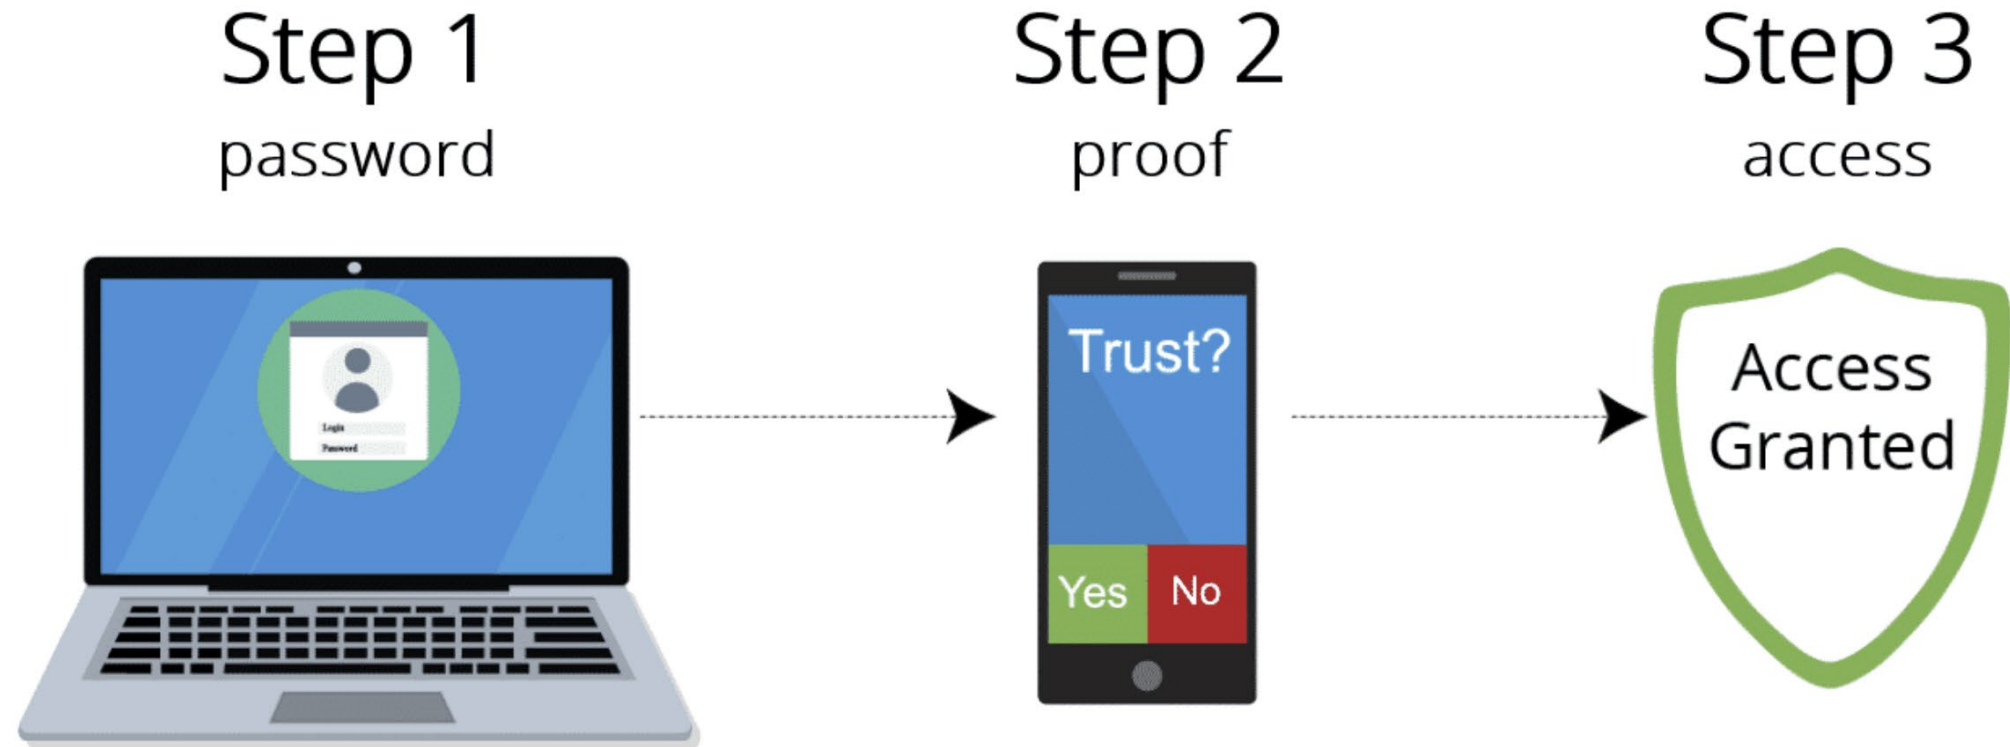 Step 1
password
Login
Password
Step 2
proof
Trust?
Yes
No
Step 3
access
Access
Granted